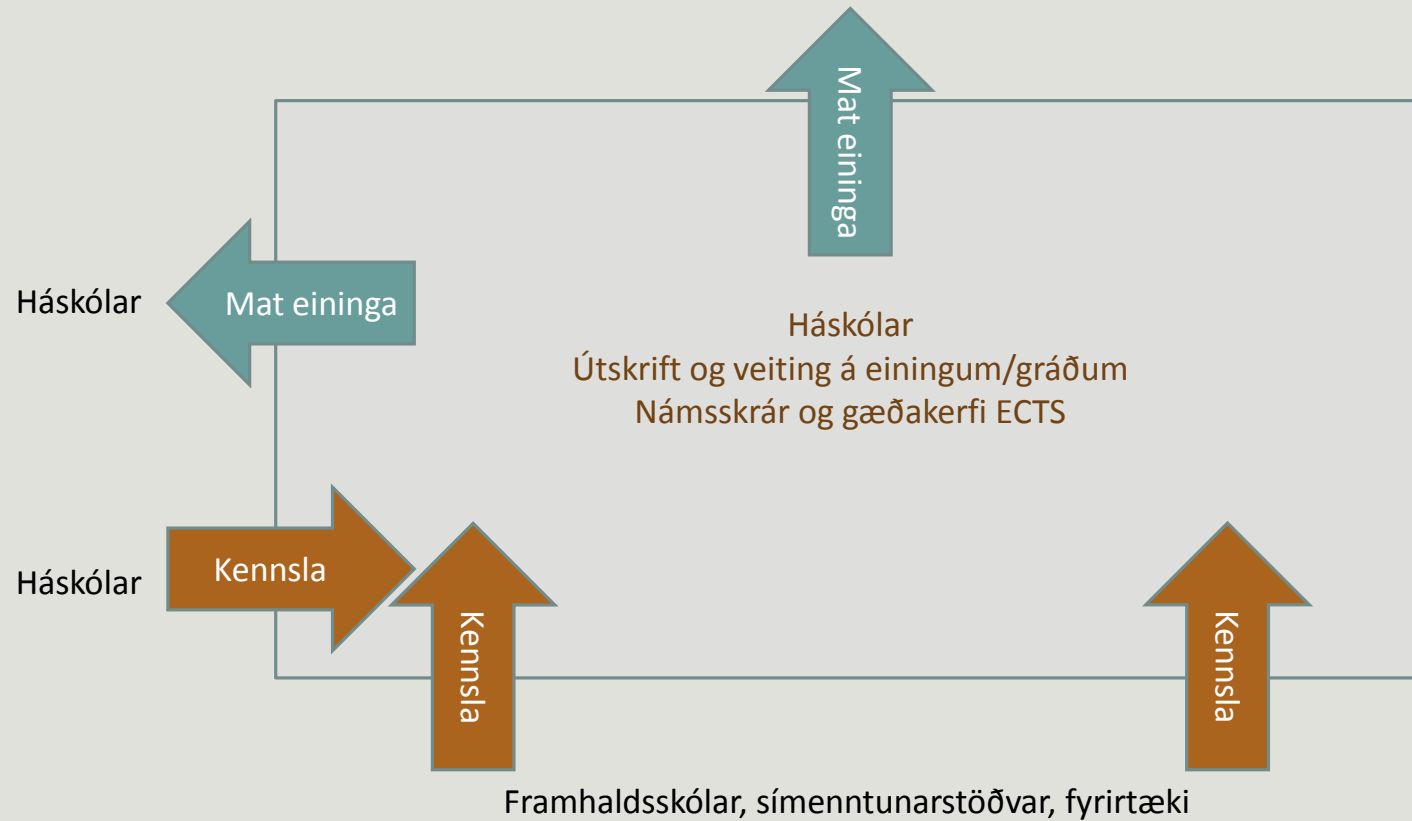 Mat eininga
Háskólar
Mat eininga
Háskólar
Útskrift og veiting á einingum/gráðum
Námsskrár og gæðakerfi ECTS
Háskólar
Kennsla
Kennsla
Kennsla
Framhaldsskólar, símenntunarstöðvar, fyrirtæki